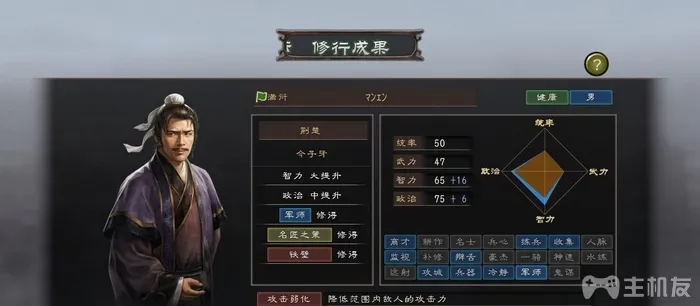 修行成果
?
マンエン
健康
男
荆楚
今子牙
智力 大提升
政治 中提升
军师 修得
名匠之策 修得
铁壁 修得
统率 50
武力 47
智力 65 +16
政治 75 + 6
统率
武力
智力
政治
商才 耕作 名士 兵心 练兵 收集 人脉
监视 补修 辩舌 豪杰 一骑 神速 水练
远射 攻城 兵器 冷静 军师 鬼谋
攻击弱化 降低范围内敌人的攻击力
主机友